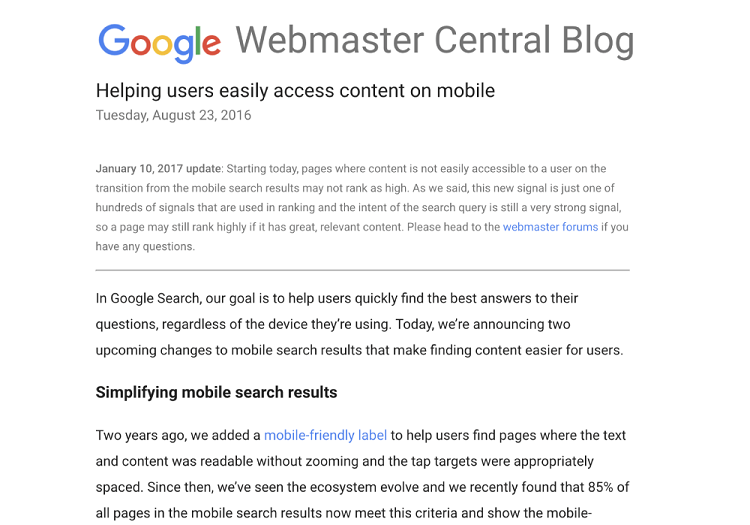 Google Webmaster Central Blog
Helping users easily access content on mobile
Tuesday, August 23, 2016
January 10, 2017 update: Starting today, pages where content is not easily accessible to a user on the
transition from the mobile search results may not rank as high. As we said, this new signal is just one of
hundreds of signals that are used in ranking and the intent of the search query is still a very strong signal,
so a page may still rank highly if it has great, relevant content. Please head to the webmaster forums if you
have any questions.
In Google Search, our goal is to help users quickly find the best answers to their
questions, regardless of the device they’re using. Today, we’re announcing two
upcoming changes to mobile search results that make finding content easier for users.
Simplifying mobile search results
Two years ago, we added a mobile-friendly label to help users find pages where the text
and content was readable without zooming and the tap targets were appropriately
spaced. Since then, we’ve seen the ecosystem evolve and we recently found that 85% of
all pages in the mobile search results now meet this criteria and show the mobile-